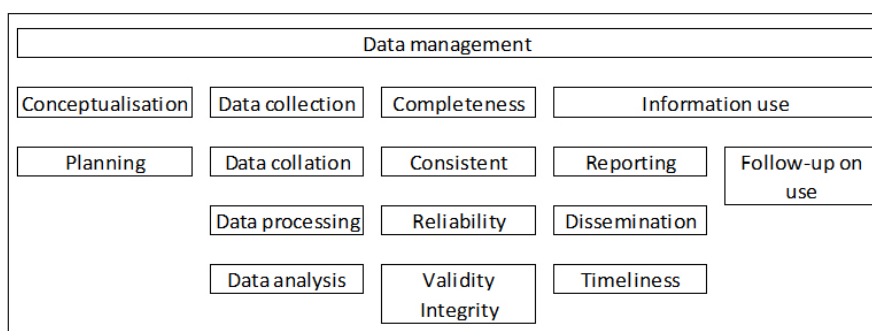 Data management
Conceptualisation
Data collection
Completeness
Information use
Planning
Data collation
Consistent
Reporting
Follow-up on
use
Data processing
Reliability
Dissemination
Data analysis
Validity
Integrity
Timeliness